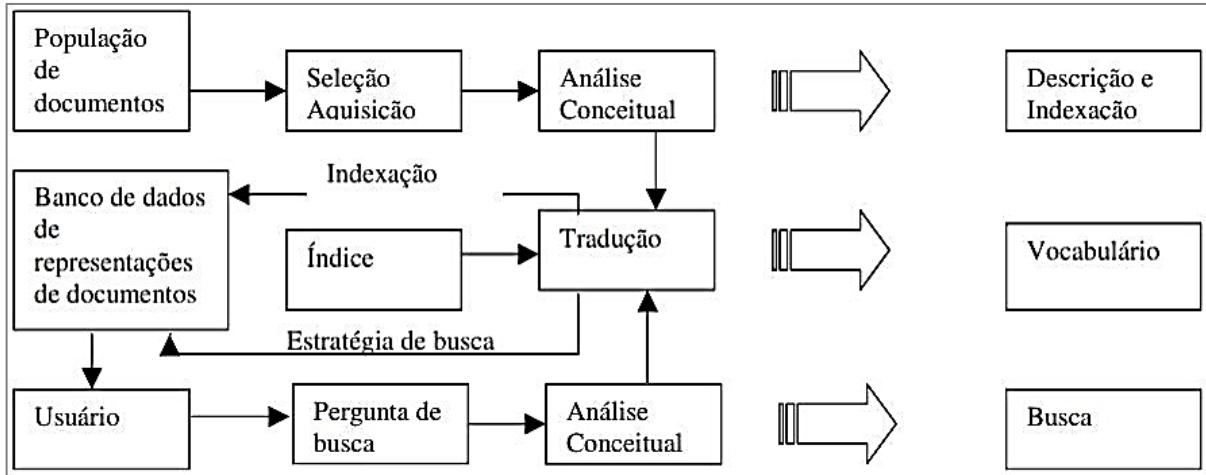 População
de
documentos
Seleção
Aquisição
Análise
Conceitual
Descrição e
Indexação
Indexação
Banco de dados
de
representações
de documentos
Índice
Tradução
Vocabulário
Estratégia de busca
Usuário
Pergunta de
busca
Análise
Conceitual
Busca